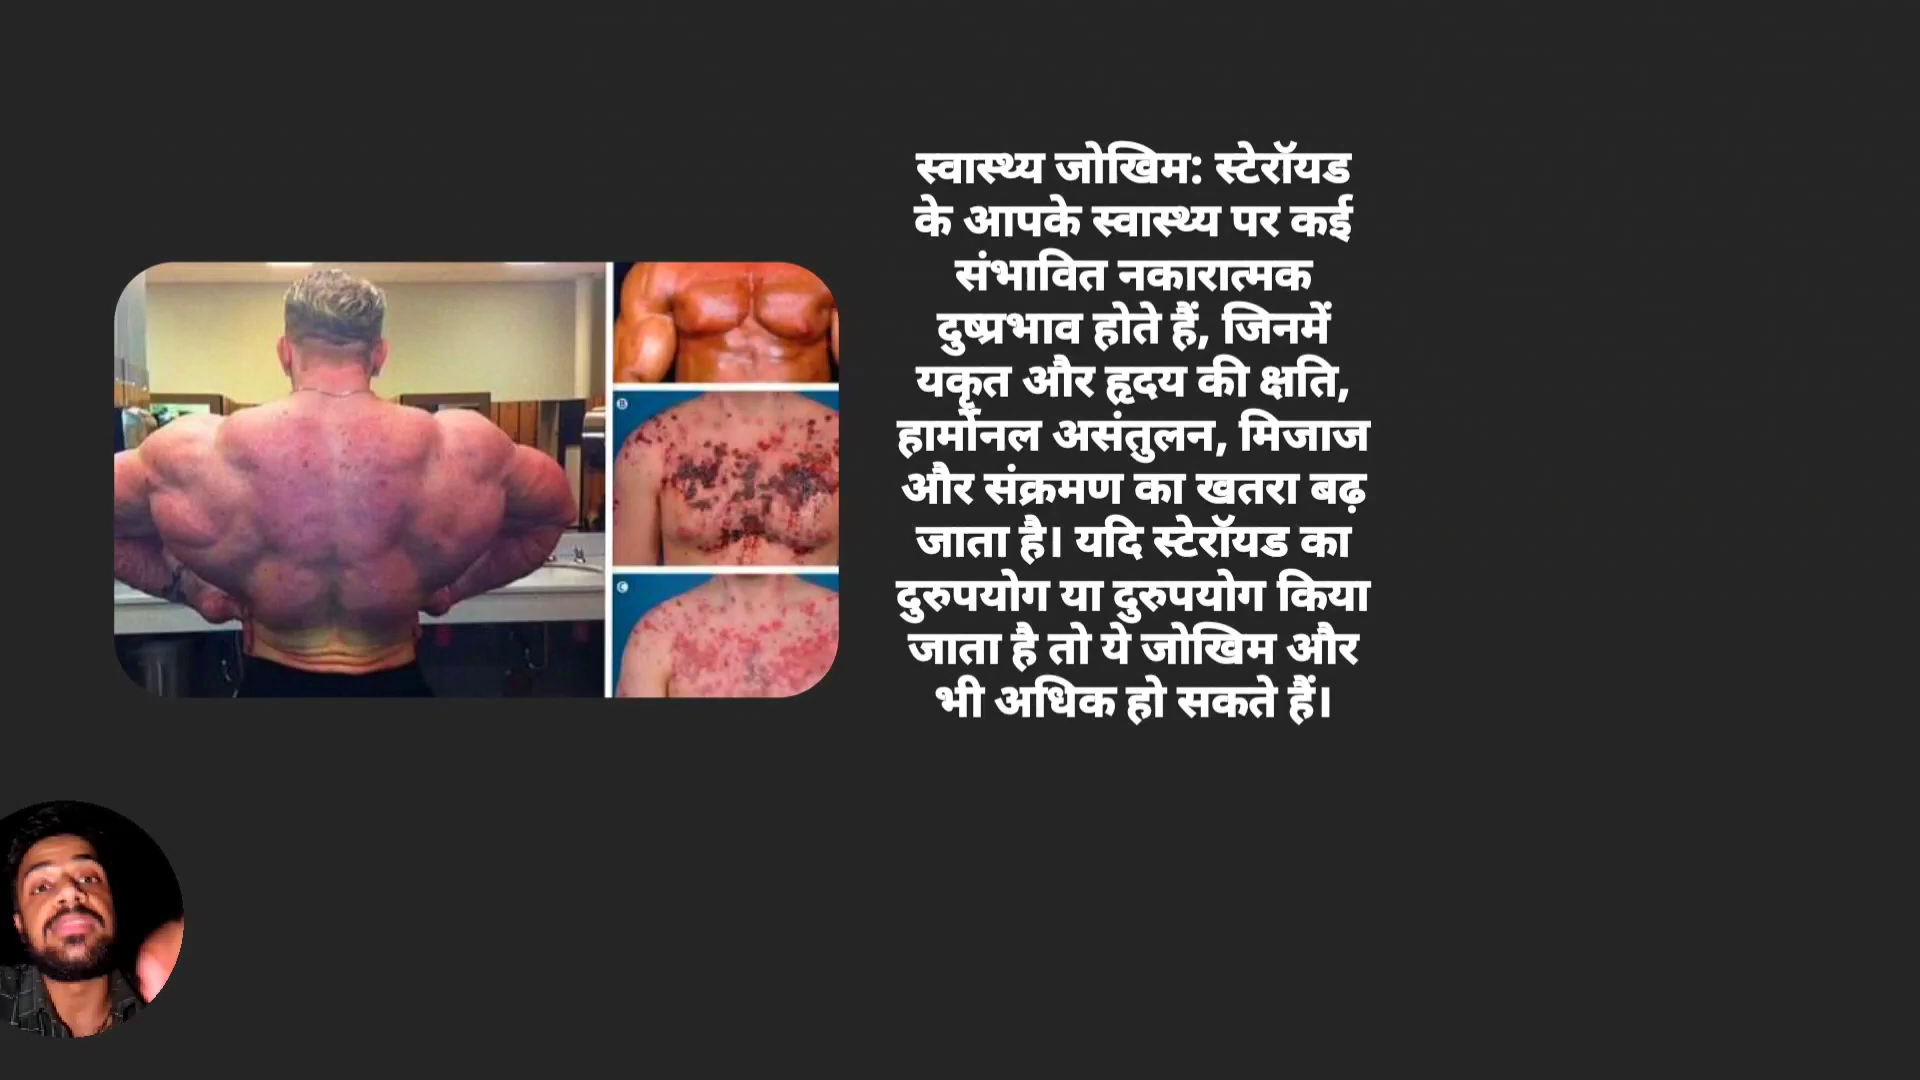 स्वास्थ्य जोखिम: स्टेरॉयड
के आपके स्वास्थ्य पर कई
संभावित नकारात्मक
दुष्प्रभाव होते हैं, जिनमें
यकृत और हृदय की क्षति,
हार्मोनल असंतुलन, मिजाज
और संक्रमण का खतरा बढ़
जाता है। यदि स्टेरॉयड का
दुरुपयोग या दुरुपयोग किया
जाता है तो ये जोखिम और
भी अधिक हो सकते हैं।
B
C